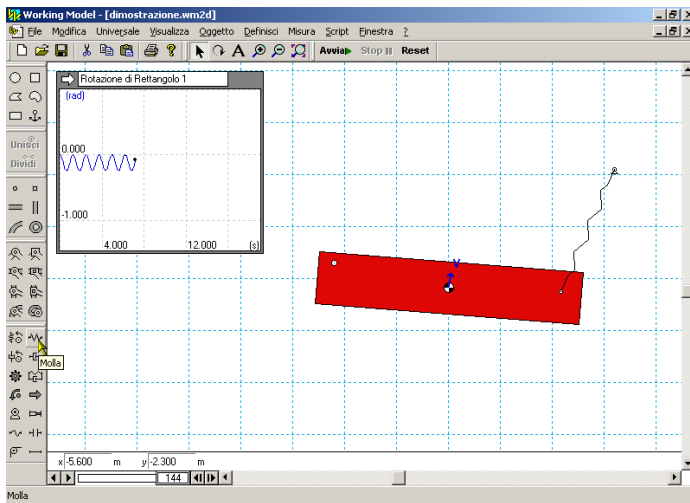 Working Model - [dimostrazione.wm2d]
File Modifica Universale Visualizza Oggetto Definisci Misura Script Finestra ?
A Avvia Stop Reset
Rotazione di Rettangolo 1
(rad)
0.000
-1.000
4.000 12.000 (s)
Unisci
Dividi
V
Molla
x -5.600 m y -2.300 m
144
Molla